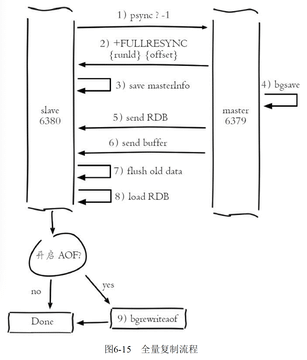 1) psync ? -1
2) +FULLRESYNC
{runId} {offset}
3) save masterInfo
4) bgsave
slave
6380
master
6379
5) send RDB
6) send buffer
7) flush old data
8) load RDB
开启 AOF?
no
yes
Done
9) bgrewriteaof
图6-15 全量复制流程